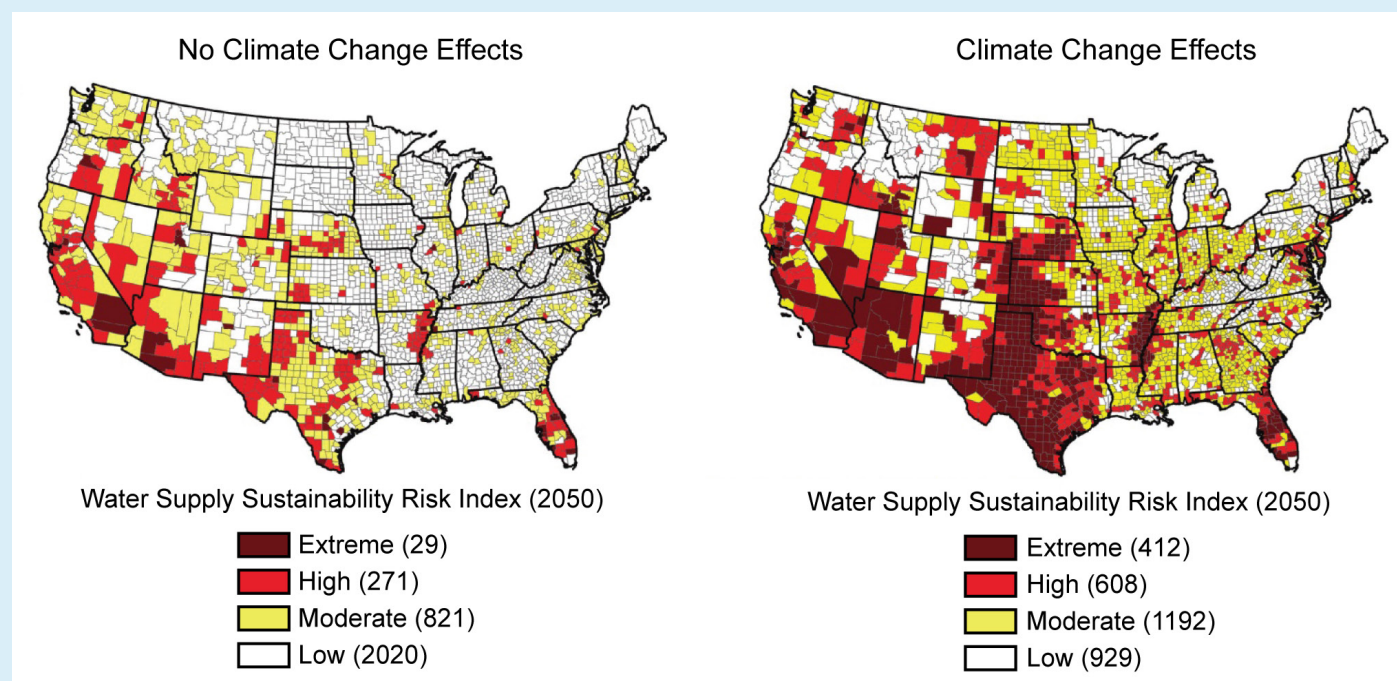 No Climate Change Effects
Water Supply Sustainability Risk Index (2050)
Extreme (29)
High (271)
Moderate (821)
Low (2020)
Climate Change Effects
Water Supply Sustainability Risk Index (2050)
Extreme (412)
High (608)
Moderate (1192)
Low (929)